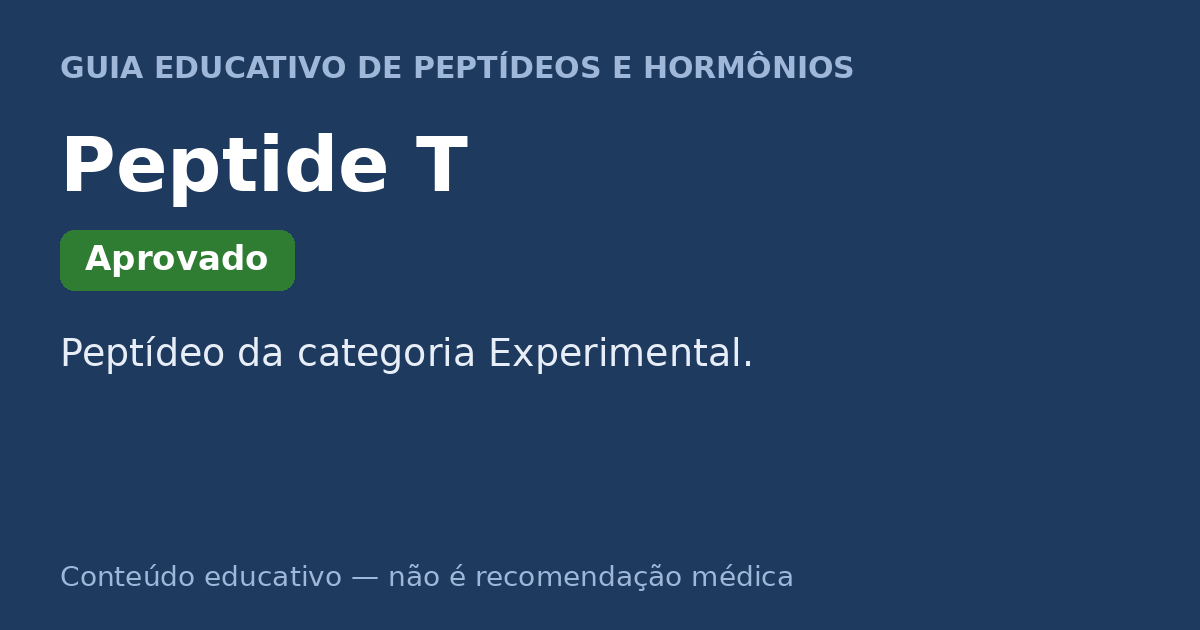 GUIA EDUCATIVO DE PEPTÍDEOS E HORMÔNIOS
Peptide T
Aprovado
Peptídeo da categoria Experimental.
Conteúdo educativo — não é recomendação médica